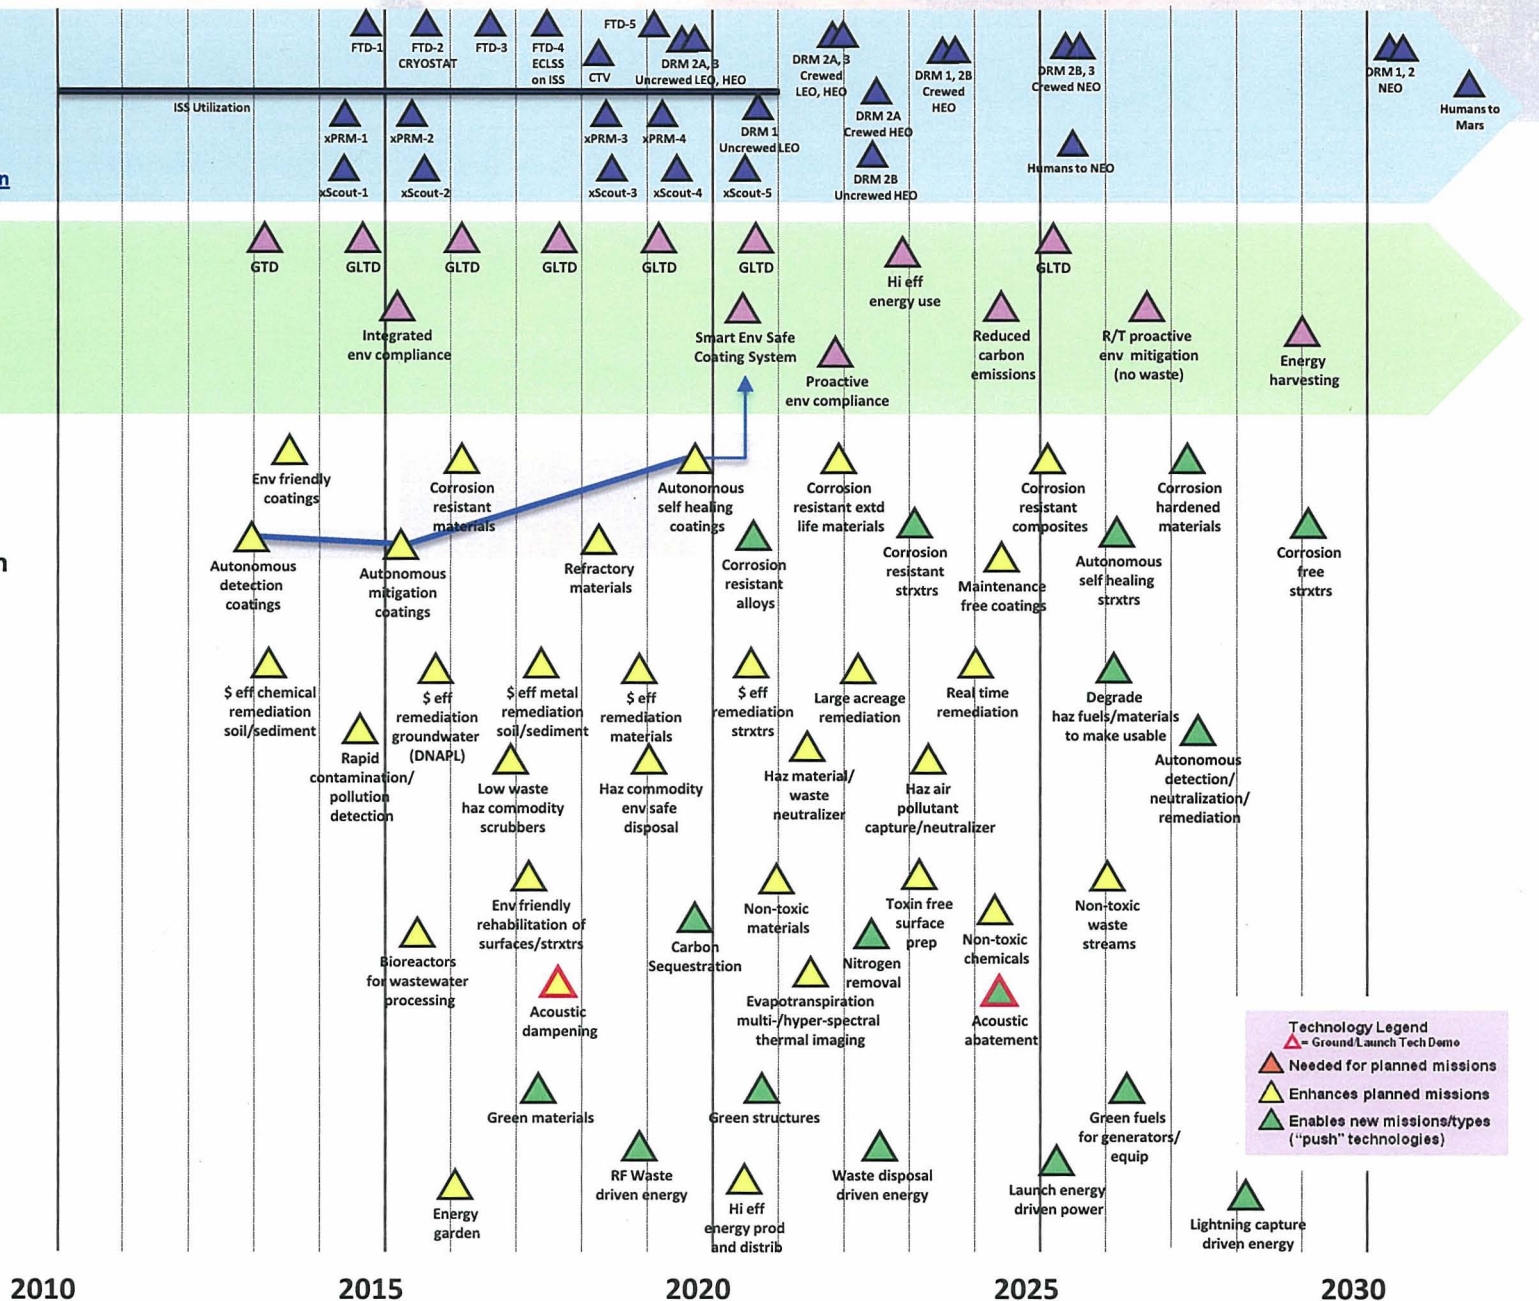 FTD-1
FTD-2
CRYOSTAT
FTD-3
FTD-4
ECLSS
on ISS
FTD-5
CTV
DRM 2A, 3
Uncrewed LEO, HEO
DRM 2A, 3
Crewed
LEO, HEO
DRM 1, 2B
Crewed
HEO
DRM 2B, 3
Crewed NEO
DRM 1, 2
NEO
Humans to
Mars
ISS Utilization
xPRM-1
xPRM-2
xPRM-3
xPRM-4
DRM 1
Uncrewed LEO
DRM 2A
Crewed HEO
Humans to NEO
n
xScout-1
xScout-2
xScout-3
xScout-4
xScout-5
DRM 2B
Uncrewed HEO
GTD
GLTD
GLTD
GLTD
GLTD
GLTD
Hi eff
energy use
GLTD
Integrated
env compliance
Smart Env Safe
Coating System
Proactive
env compliance
Reduced
carbon
emissions
R/T proactive
env mitigation
(no waste)
Energy
harvesting
Env friendly
coatings
Corrosion
resistant
materials
Autonomous
self healing
coatings
Corrosion
resistant extd
life materials
Corrosion
resistant
composites
Corrosion
hardened
materials
n
Autonomous
detection
coatings
Autonomous
mitigation
coatings
Refractory
materials
Corrosion
resistant
alloys
Corrosion
resistant
strxtrs
Maintenance
free coatings
Autonomous
self healing
strxtrs
Corrosion
free
strxtrs
$ eff chemical
remediation
soil/sediment
$ eff
remediation
groundwater
(DNAPL)
$ eff metal
remediation
soil/sediment
$ eff
remediation
materials
$ eff
remediation
strxtrs
Large acreage
remediation
Real time
remediation
Degrade
haz fuels/materials
to make usable
Rapid
contamination/
pollution
detection
Low waste
haz commodity
scrubbers
Haz commodity
env safe
disposal
Haz material/
waste
neutralizer
Haz air
pollutant
capture/neutralizer
Autonomous
detection/
neutralization/
remediation
Env friendly
rehabilitation of
surfaces/strxtrs
Non-toxic
materials
Toxin free
surface
prep
Non-toxic
chemicals
Non-toxic
waste
streams
Bioreactors
for wastewater
processing
Carbon
Sequestration
Nitrogen
removal
Acoustic
dampening
Evapotranspiration
multi-/hyper-spectral
thermal imaging
Acoustic
abatement
Technology Legend
= Ground/Launch Tech Demo
Needed for planned missions
Enhances planned missions
Enables new missions/types
("push" technologies)
Green materials
Green structures
Green fuels
for generators/
equip
RF Waste
driven energy
Waste disposal
driven energy
Launch energy
driven power
Energy
garden
Hi eff
energy prod
and distrib
Lightning capture
driven energy
2010
2015
2020
2025
2030